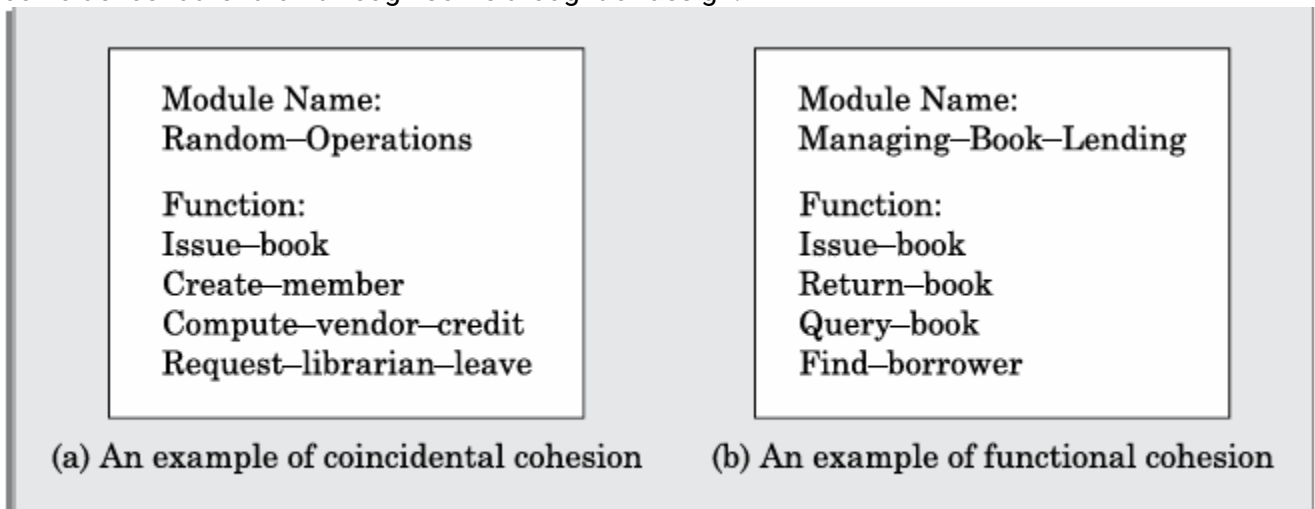 Module Name:
Random–Operations
Function:
Issue–book
Create–member
Compute–vendor–credit
Request–librarian–leave
(a) An example of coincidental cohesion
Module Name:
Managing–Book–Lending
Function:
Issue–book
Return–book
Query–book
Find–borrower
(b) An example of functional cohesion